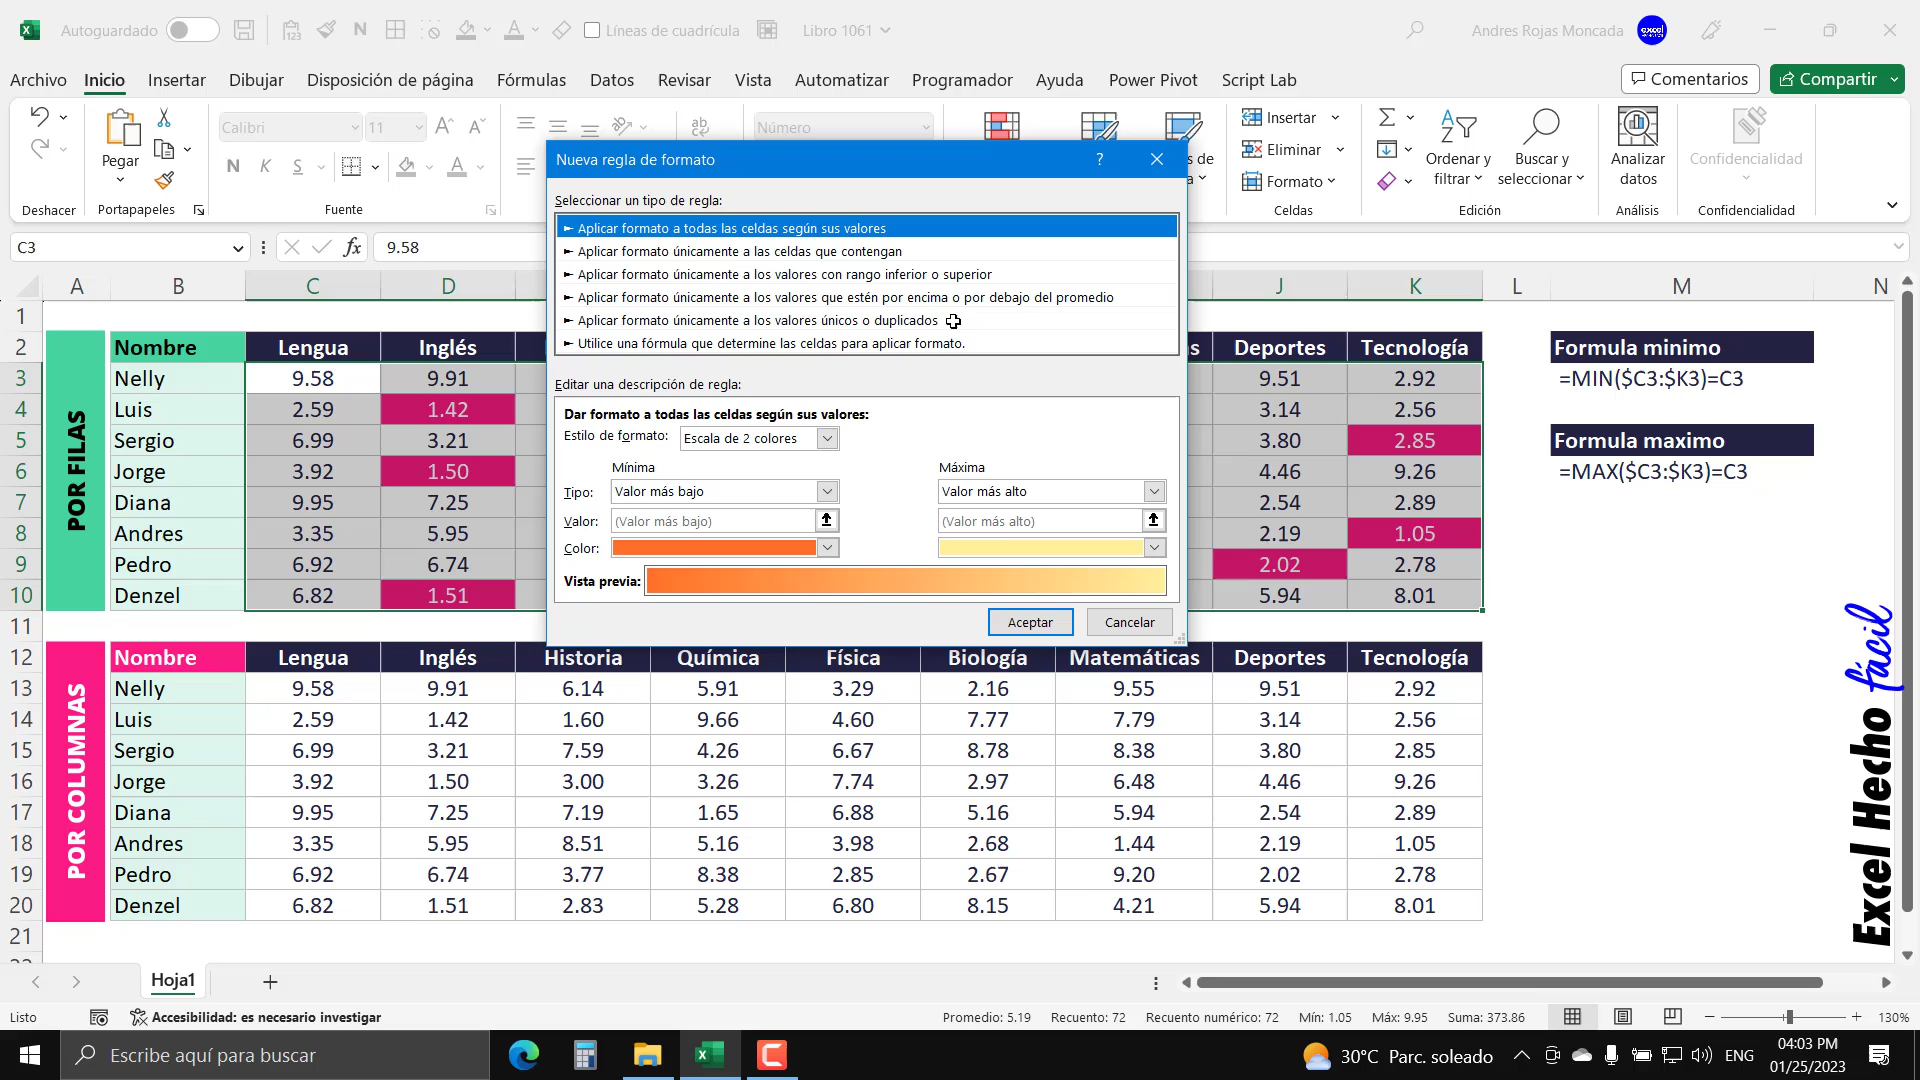 Autoguardado
Líneas de cuadrícula
Libro 1061
Andres Rojas Moncada
excel
Archivo Inicio Insertar Dibujar Disposición de página Fórmulas Datos Revisar Vista Automatizar Programador Ayuda Power Pivot Script Lab
Comentarios
Compartir
Pegar
Calibri 11
N K S
Número
Insertar
Eliminar
Formato
Ordenar y filtrar
Buscar y seleccionar
Analizar datos
Confidencialidad
Deshacer Portapapeles Fuente Celdas Edición Análisis Confidencialidad
C3 fx 9.58
A B C D J K L M N
Nueva regla de formato ?
Seleccionar un tipo de regla:
► Aplicar formato a todas las celdas según sus valores
► Aplicar formato únicamente a las celdas que contengan
► Aplicar formato únicamente a los valores con rango inferior o superior
► Aplicar formato únicamente a los valores que estén por encima o por debajo del promedio
► Aplicar formato únicamente a los valores únicos o duplicados
► Utilice una fórmula que determine las celdas para aplicar formato.
Editar una descripción de regla:
Dar formato a todas las celdas según sus valores:
Estilo de formato: Escala de 2 colores
Mínima Máxima
Tipo: Valor más bajo Valor más alto
Valor: (Valor más bajo) (Valor más alto)
Color:
Vista previa:
Aceptar Cancelar
1
POR FILAS
2 Nombre Lengua Inglés s Deportes Tecnología Formula minimo
3 Nelly 9.58 9.91 9.51 2.92 =MIN($C3:$K3)=C3
4 Luis 2.59 1.42 3.14 2.56
5 Sergio 6.99 3.21 3.80 2.85 Formula maximo
6 Jorge 3.92 1.50 4.46 9.26 =MAX($C3:$K3)=C3
7 Diana 9.95 7.25 2.54 2.89
8 Andres 3.35 5.95 2.19 1.05
9 Pedro 6.92 6.74 2.02 2.78
10 Denzel 6.82 1.51 5.94 8.01
11
POR COLUMNAS
12 Nombre Lengua Inglés Historia Química Física Biología Matemáticas Deportes Tecnología
13 Nelly 9.58 9.91 6.14 5.91 3.29 2.16 9.55 9.51 2.92
14 Luis 2.59 1.42 1.60 9.66 4.60 7.77 7.79 3.14 2.56
15 Sergio 6.99 3.21 7.59 4.26 6.67 8.78 8.38 3.80 2.85
16 Jorge 3.92 1.50 3.00 3.26 7.74 2.97 6.48 4.46 9.26
17 Diana 9.95 7.25 7.19 1.65 6.88 5.16 5.94 2.54 2.89
18 Andres 3.35 5.95 8.51 5.16 3.98 2.68 1.44 2.19 1.05
19 Pedro 6.92 6.74 3.77 8.38 2.85 2.67 9.20 2.02 2.78
20 Denzel 6.82 1.51 2.83 5.28 6.80 8.15 4.21 5.94 8.01
21
Excel Hecho fácil
Hoja1
Listo Accesibilidad: es necesario investigar Promedio: 5.19 Recuento: 72 Recuento numérico: 72 Mín: 1.05 Máx: 9.95 Suma: 373.86 130%
Escribe aquí para buscar
30°C Parc. soleado
ENG
04:03 PM
01/25/2023